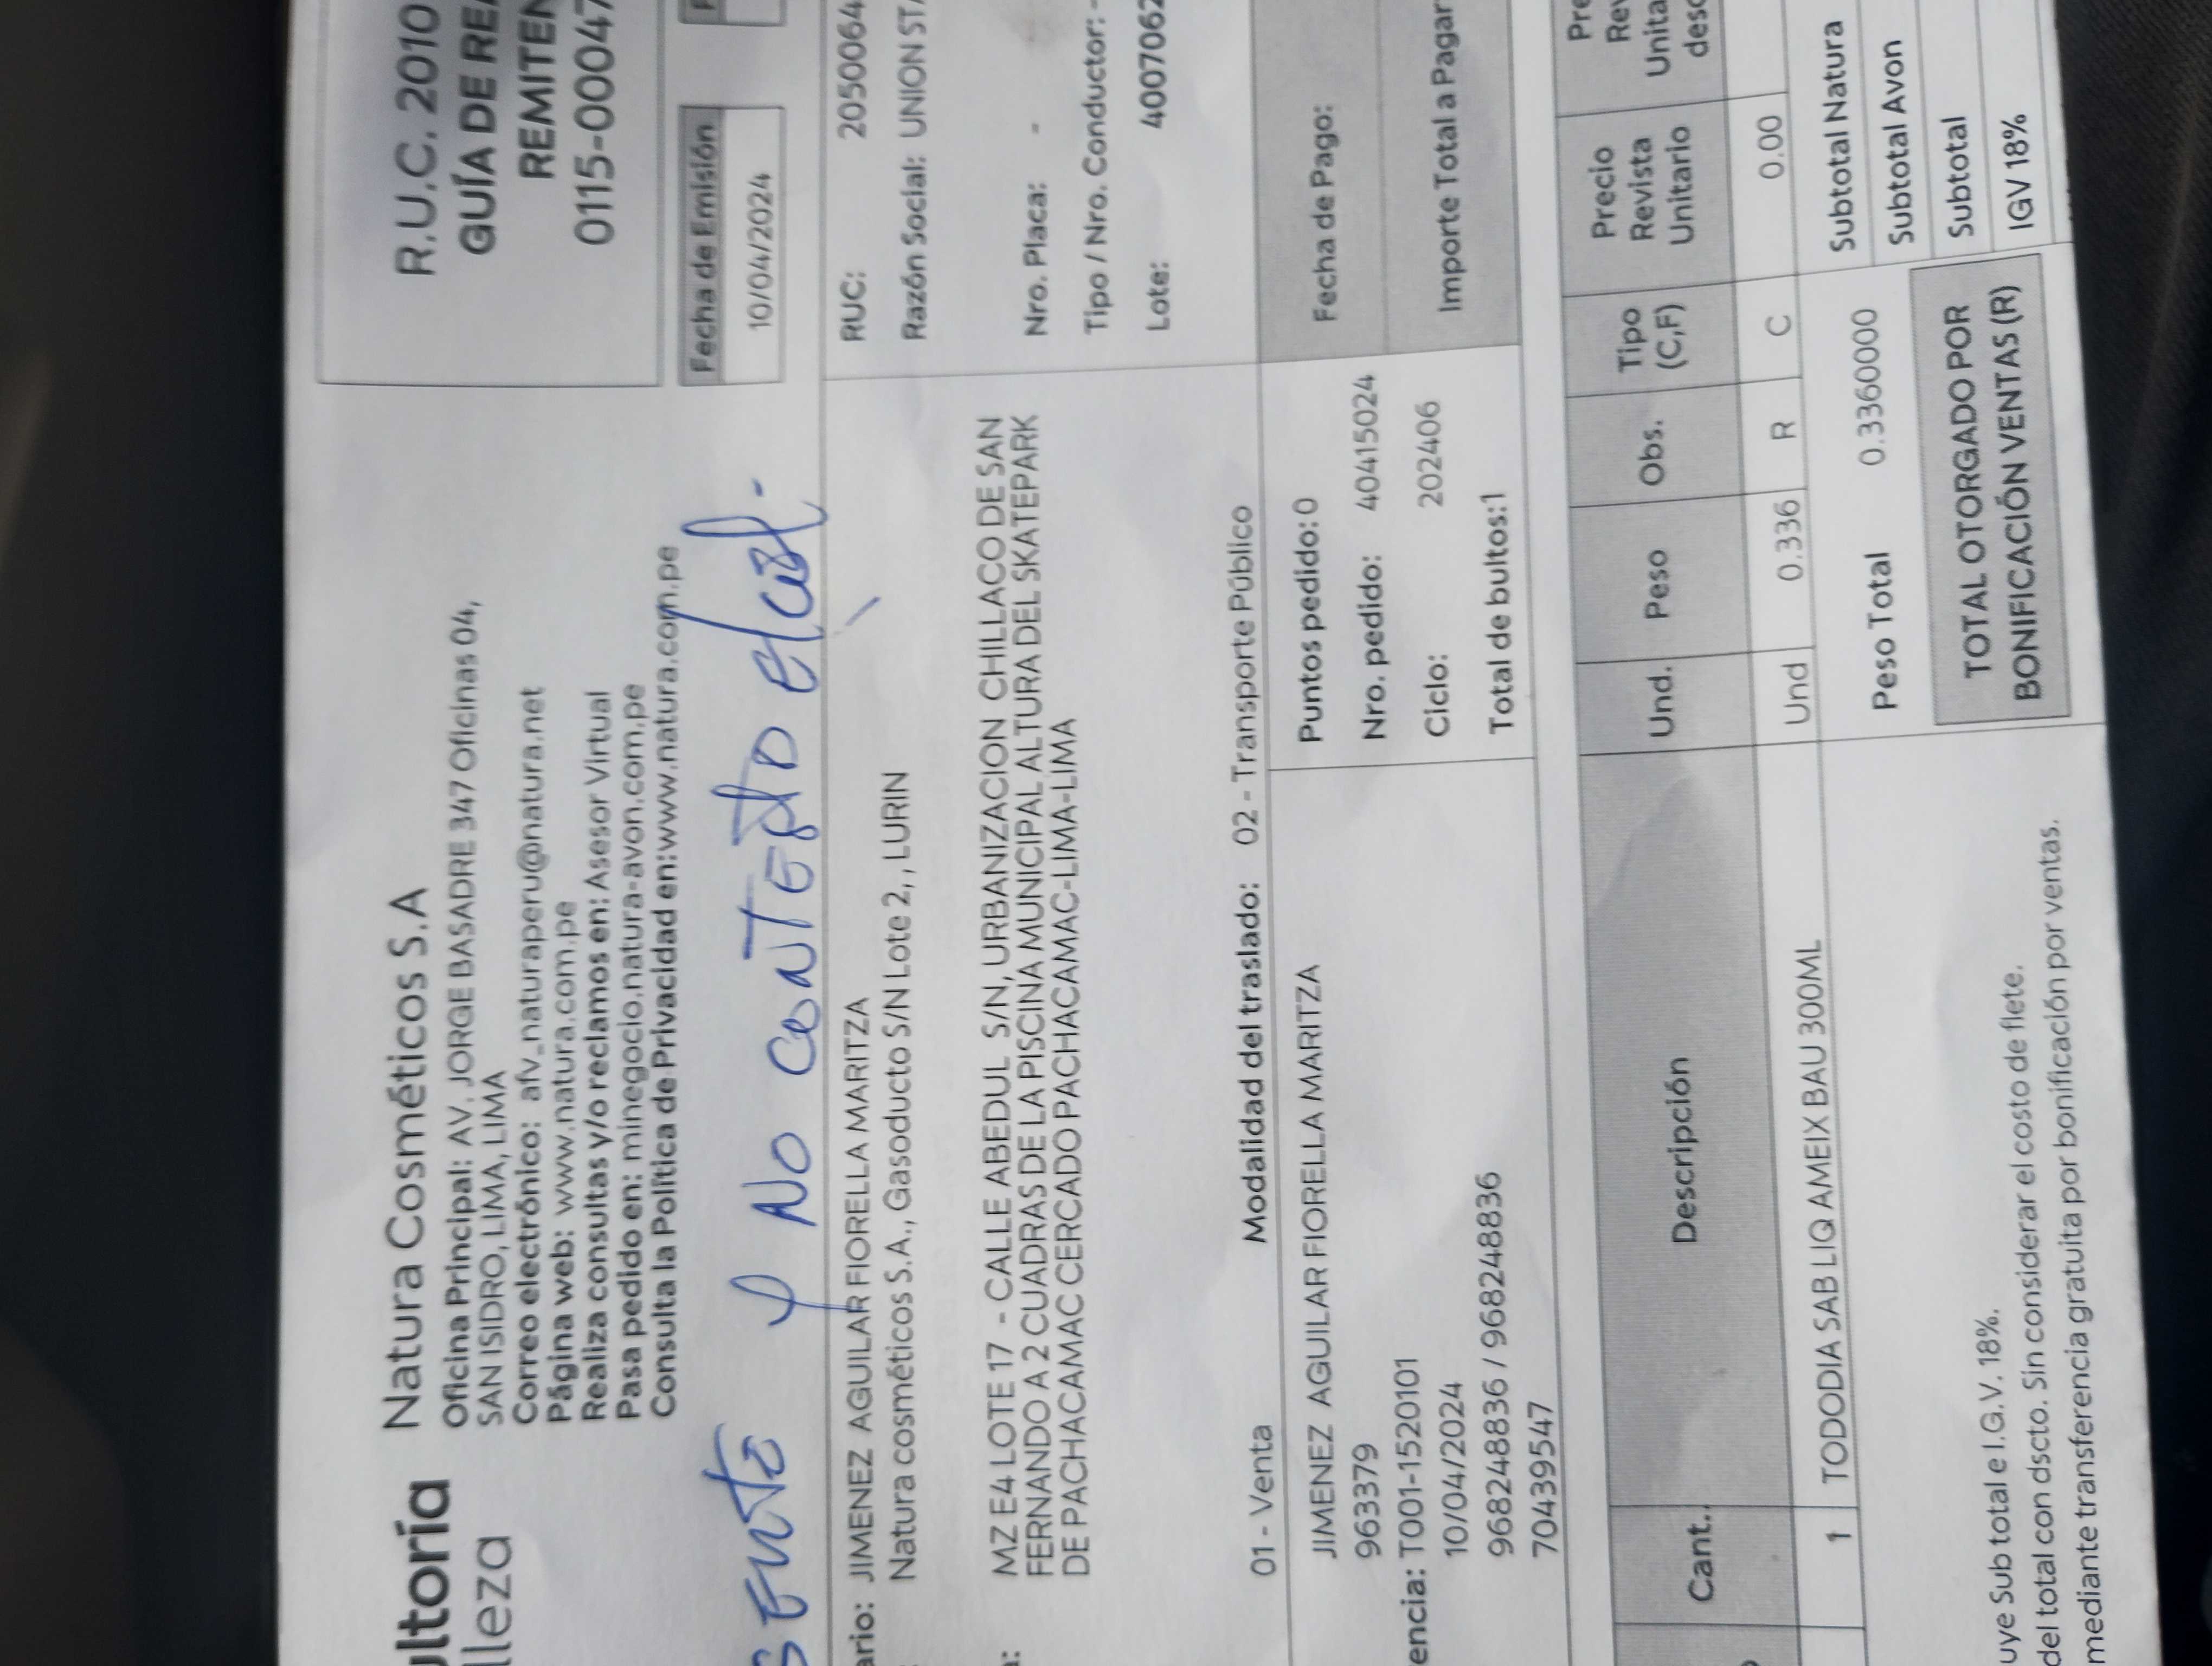 ultoría
lleza
Natura Cosméticos S.A
Oficina Principal: AV. JORGE BASADRE 347 Oficinas 04,
SAN ISIDRO, LIMA, LIMA
Correo electrónico: afv_naturaperu@natura.net
Página web: www.natura.com.pe
Realiza consultas y/o reclamos en: Asesor Virtual
Pasa pedido en: minegocio.natura-avon.com.pe
Consulta la Política de Privacidad en:www.natura.com.pe
R.U.C. 2010
GUÍA DE REM
REMITEN
0115-00047
Fecha de Emisión
10/04/2024
SENTE y No contesto el cel.
ario: JIMENEZ AGUILAR FIORELLA MARITZA
Natura cosméticos S.A., Gasoducto S/N Lote 2, , LURIN
a: MZ E4 LOTE 17 - CALLE ABEDUL S/N, URBANIZACION CHILLACO DE SAN
FERNANDO A 2 CUADRAS DE LA PISCINA MUNICIPAL ALTURA DEL SKATEPARK
DE PACHACAMAC CERCADO PACHACAMAC-LIMA-LIMA
RUC: 2050064
Razón Social: UNION STA
Nro. Placa: -
Tipo / Nro. Conductor: -
Lote: 4007062
01 - Venta Modalidad del traslado: 02 - Transporte Público
JIMENEZ AGUILAR FIORELLA MARITZA
963379
encia: T001-1520101
10/04/2024
968248836 / 968248836
70439547
Puntos pedido: 0
Nro. pedido: 40415024
Ciclo: 202406
Total de bultos:1
Fecha de Pago:
Importe Total a Pagar
Cant. Descripción Und. Peso Obs. Tipo (C,F) Precio Revista Unitario Pre Rev Unita desc
1 TODODIA SAB LIQ AMEIX BAU 300ML Und 0.336 R C 0.00
Peso Total 0.3360000
TOTAL OTORGADO POR
BONIFICACIÓN VENTAS (R)
Subtotal Natura
Subtotal Avon
Subtotal
IGV 18%
uye Sub total e I.G.V. 18%.
del total con dscto. Sin considerar el costo de flete.
mediante transferencia gratuita por bonificación por ventas.